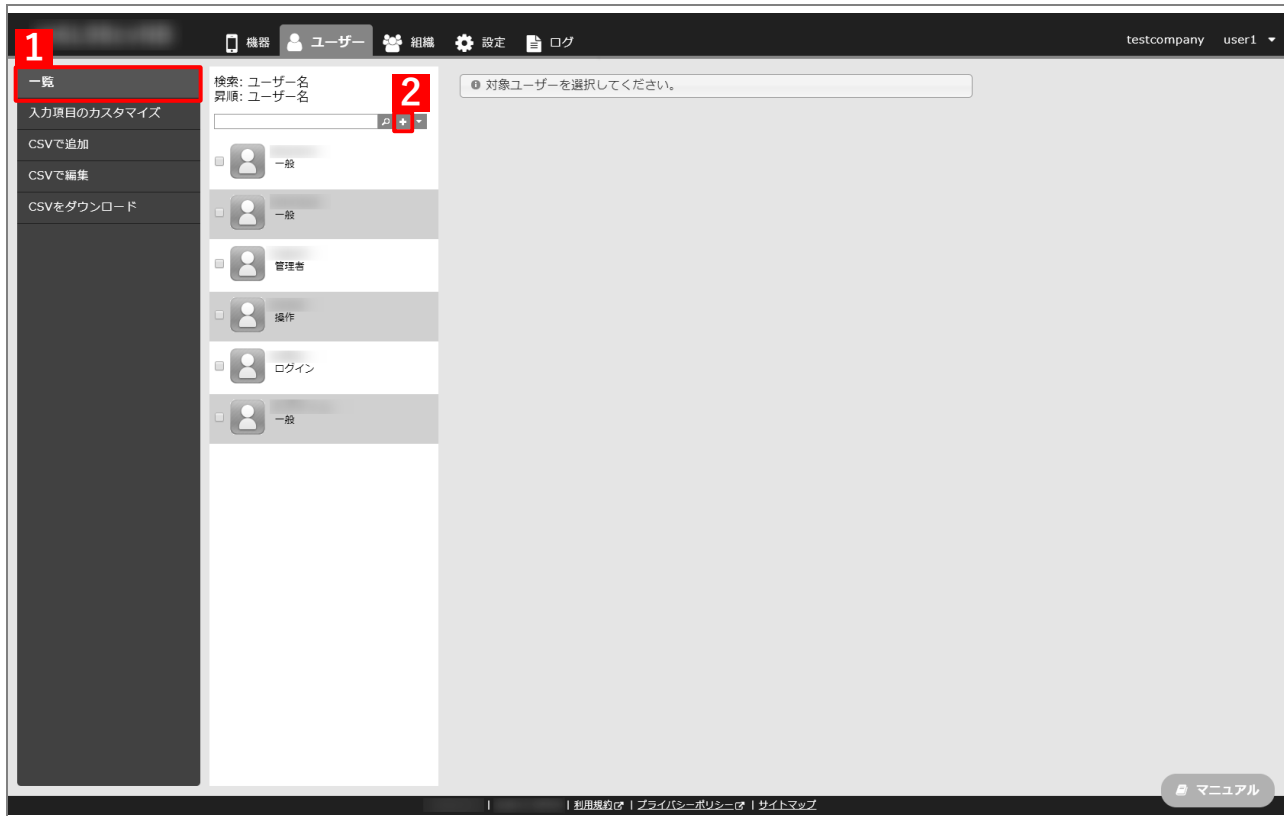 機器
ユーザー
組織
設定
ログ
testcompany user1
1
一覧
入力項目のカスタマイズ
CSVで追加
CSVで編集
CSVをダウンロード
検索: ユーザー名
昇順: ユーザー名
2
一般
一般
管理者
操作
ログイン
一般
対象ユーザーを選択してください。
マニュアル
| | 利用規約 | プライバシーポリシー | サイトマップ